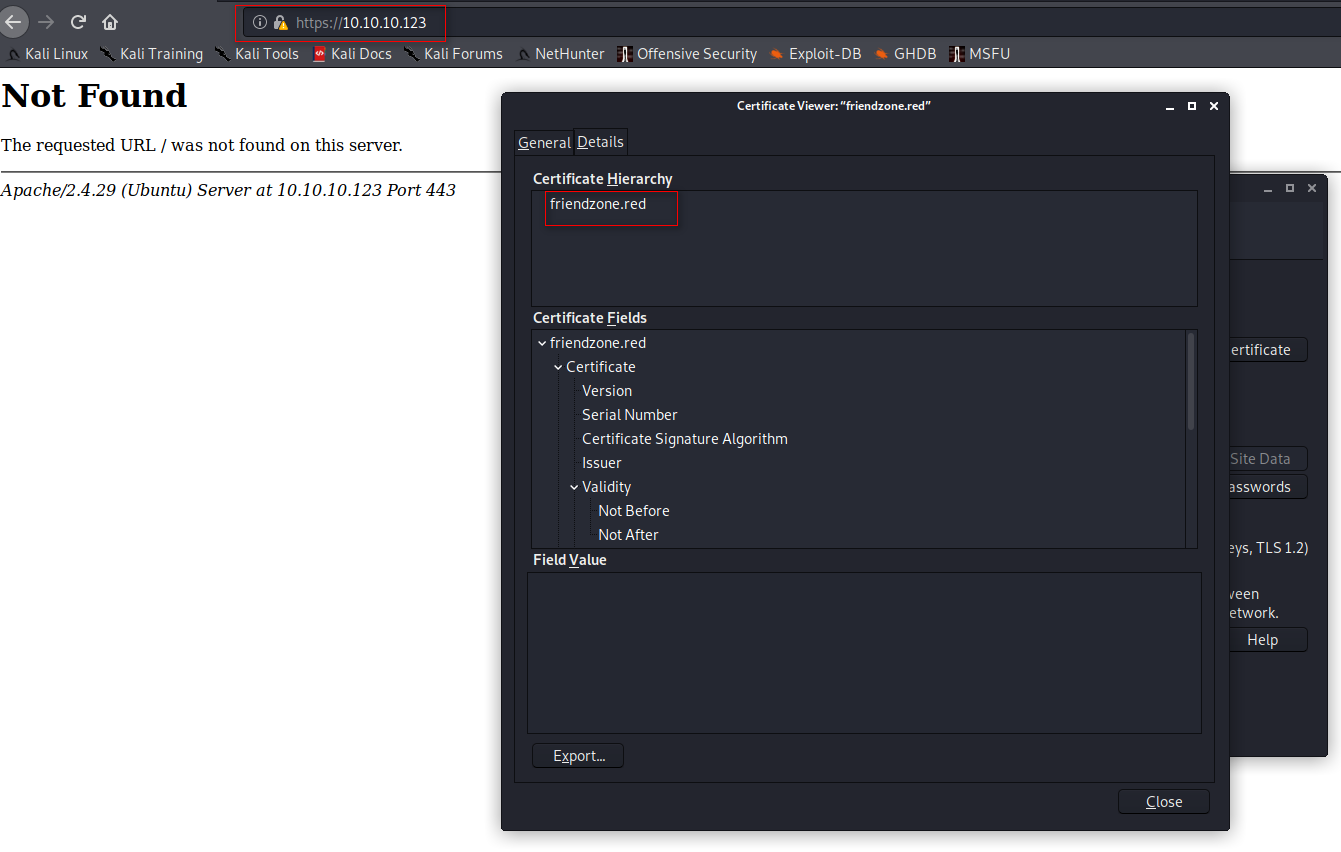 https://10.10.10.123
Kali Linux Kali Training Kali Tools Kali Docs Kali Forums NetHunter Offensive Security Exploit-DB GHDB MSFU
Not Found
The requested URL / was not found on this server.
Apache/2.4.29 (Ubuntu) Server at 10.10.10.123 Port 443
Certificate Viewer: “friendzone.red”
General Details
Certificate Hierarchy
friendzone.red
Certificate Fields
friendzone.red
Certificate
Version
Serial Number
Certificate Signature Algorithm
Issuer
Validity
Not Before
Not After
Field Value
Export...
Close
ertificate
Site Data
asswords
eys, TLS 1.2)
ween
etwork.
Help